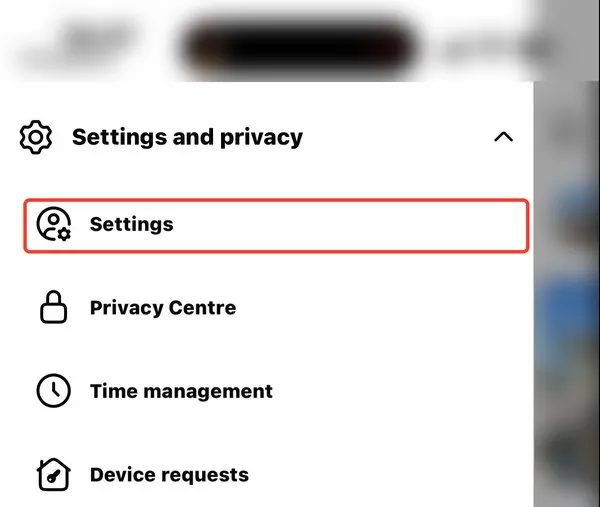 Settings and privacy
Settings
Privacy Centre
Time management
Device requests